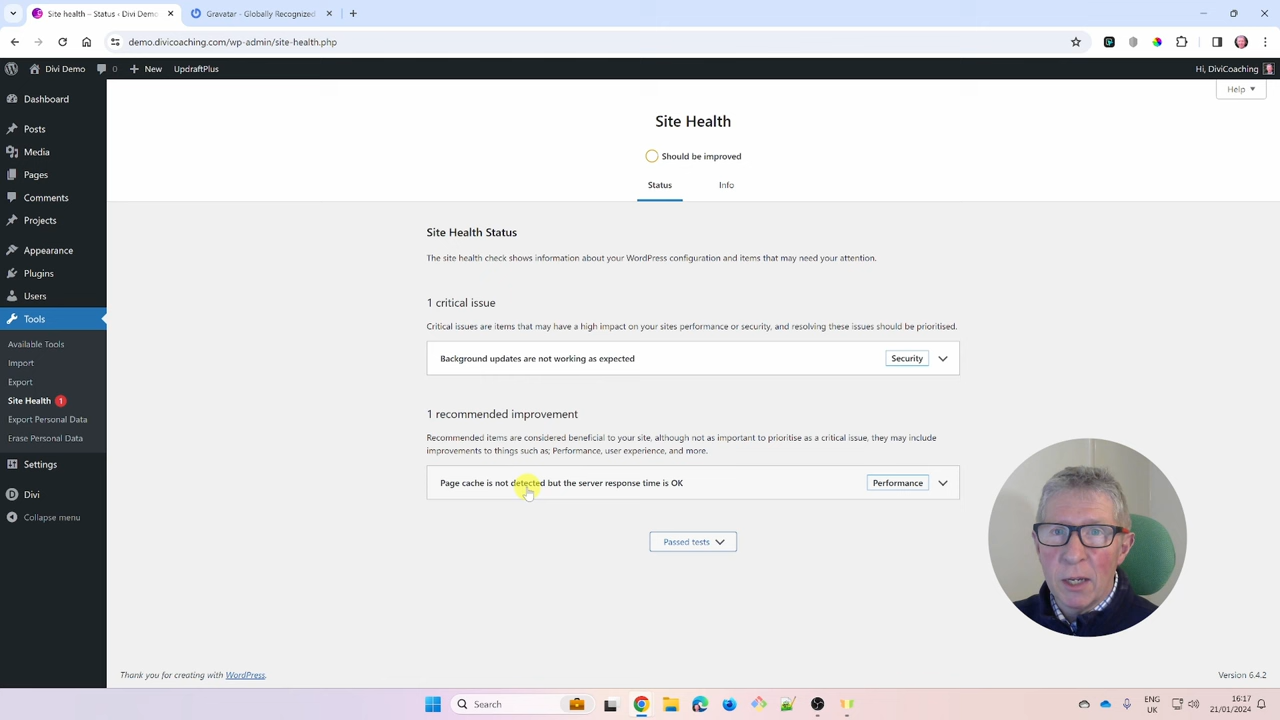 Site health ‹ Status ‹ Divi Demo
Gravatar - Globally Recognized
demo.divicoaching.com/wp-admin/site-health.php
Divi Demo
0
New
UpdraftPlus
Hi, DiviCoaching
Help
Dashboard
Posts
Media
Pages
Comments
Projects
Appearance
Plugins
Users
Tools
Available Tools
Import
Export
Site Health 1
Export Personal Data
Erase Personal Data
Settings
Divi
Collapse menu
Site Health
Should be improved
Status
Info
Site Health Status
The site health check shows information about your WordPress configuration and items that may need your attention.
1 critical issue
Critical issues are items that may have a high impact on your sites performance or security, and resolving these issues should be prioritised.
Background updates are not working as expected
Security
1 recommended improvement
Recommended items are considered beneficial to your site, although not as important to prioritise as a critical issue, they may include
improvements to things such as; Performance, user experience, and more.
Page cache is not detected but the server response time is OK
Performance
Passed tests
Thank you for creating with WordPress.
Version 6.4.2
Search
ENG
UK
16:17
21/01/2024